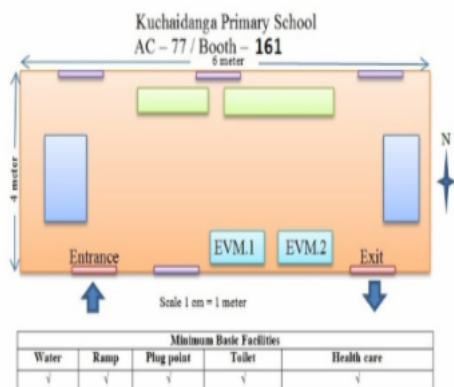 Kuchaidanga Primary School
AC – 77 / Booth – 161
6 meter
4 meter
N
EVM.1 EVM.2
Entrance Exit
Scale 1 cm = 1 meter
Minimum Basic Facilities
Water Ramp Plug point Toilet Health care
√ √ √ √ √